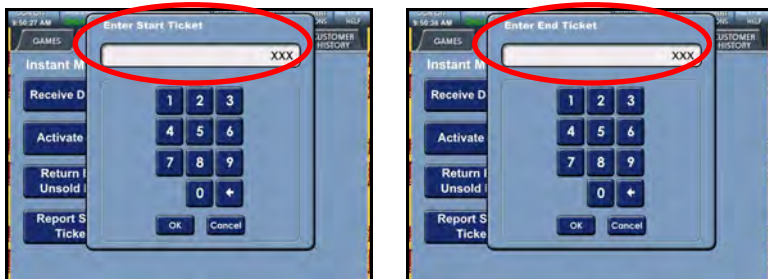 9:50:27 AM
HELP
Enter Start Ticket
GAMES
CUSTOMER
HISTORY
XXX
Instant M
Receive D
1 2 3
Activate
4 5 6
7 8 9
Return
Unsold
0
Report S
Ticke
OK Cancel
9:50:36 AM
HELP
Enter End Ticket
GAMES
CUSTOMER
HISTORY
XXX
Instant M
Receive D
1 2 3
Activate
4 5 6
7 8 9
Return
Unsold
0
Report S
Ticke
OK Cancel